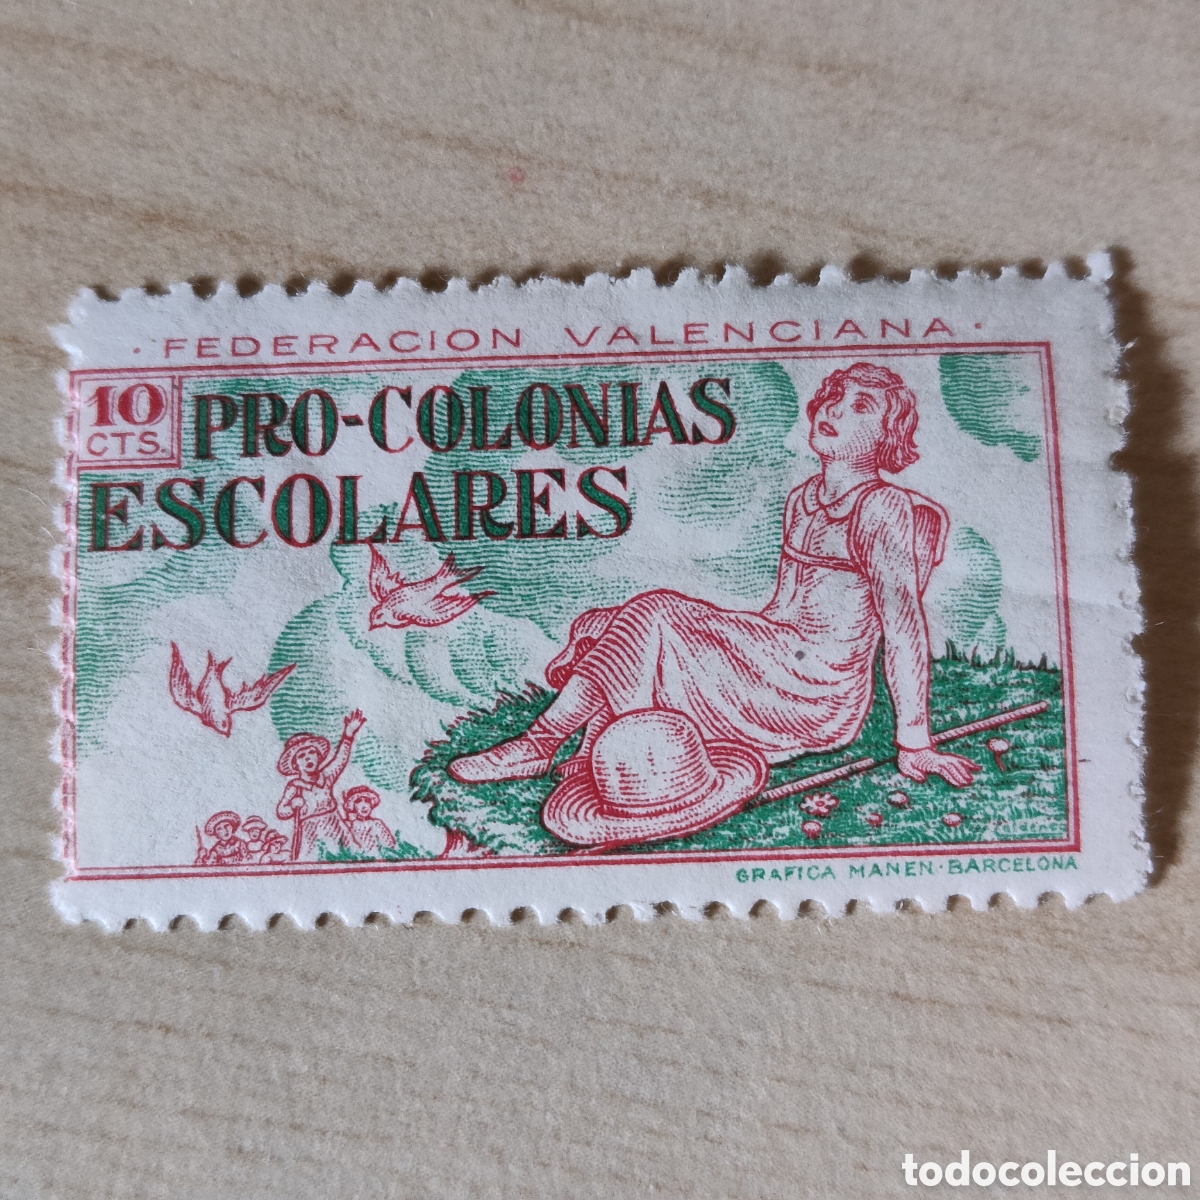 · FEDERACION VALENCIANA ·
10
CTS.
PRO-COLONIAS
ESCOLARES
GRAFICA MANEN·BARCELONA
todocoleccion